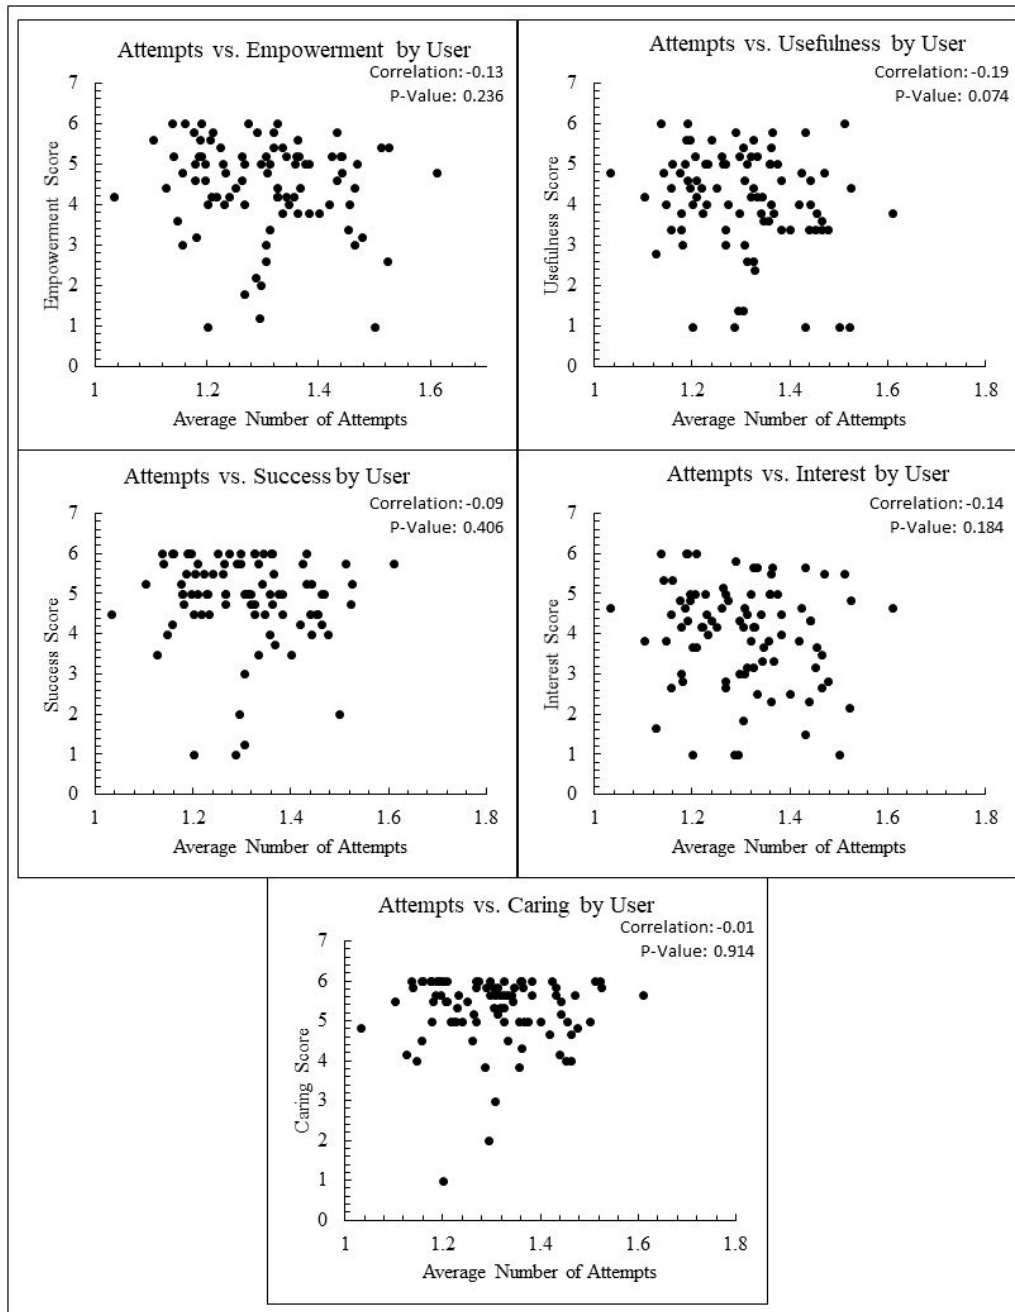 Attempts vs. Empowerment by User
Correlation: -0.13
P-Value: 0.236
7
6
5
4
3
2
1
0
Empowerment Score
1
1.2
1.4
1.6
Average Number of Attempts
Attempts vs. Usefulness by User
Correlation: -0.19
P-Value: 0.074
7
6
5
4
3
2
1
0
Usefulness Score
1
1.2
1.4
1.6
1.8
Average Number of Attempts
Attempts vs. Success by User
Correlation: -0.09
P-Value: 0.406
7
6
5
4
3
2
1
0
Success Score
1
1.2
1.4
1.6
1.8
Average Number of Attempts
Attempts vs. Interest by User
Correlation: -0.14
P-Value: 0.184
7
6
5
4
3
2
1
0
Interest Score
1
1.2
1.4
1.6
1.8
Average Number of Attempts
Attempts vs. Caring by User
Correlation: -0.01
P-Value: 0.914
7
6
5
4
3
2
1
0
Caring Score
1
1.2
1.4
1.6
1.8
Average Number of Attempts